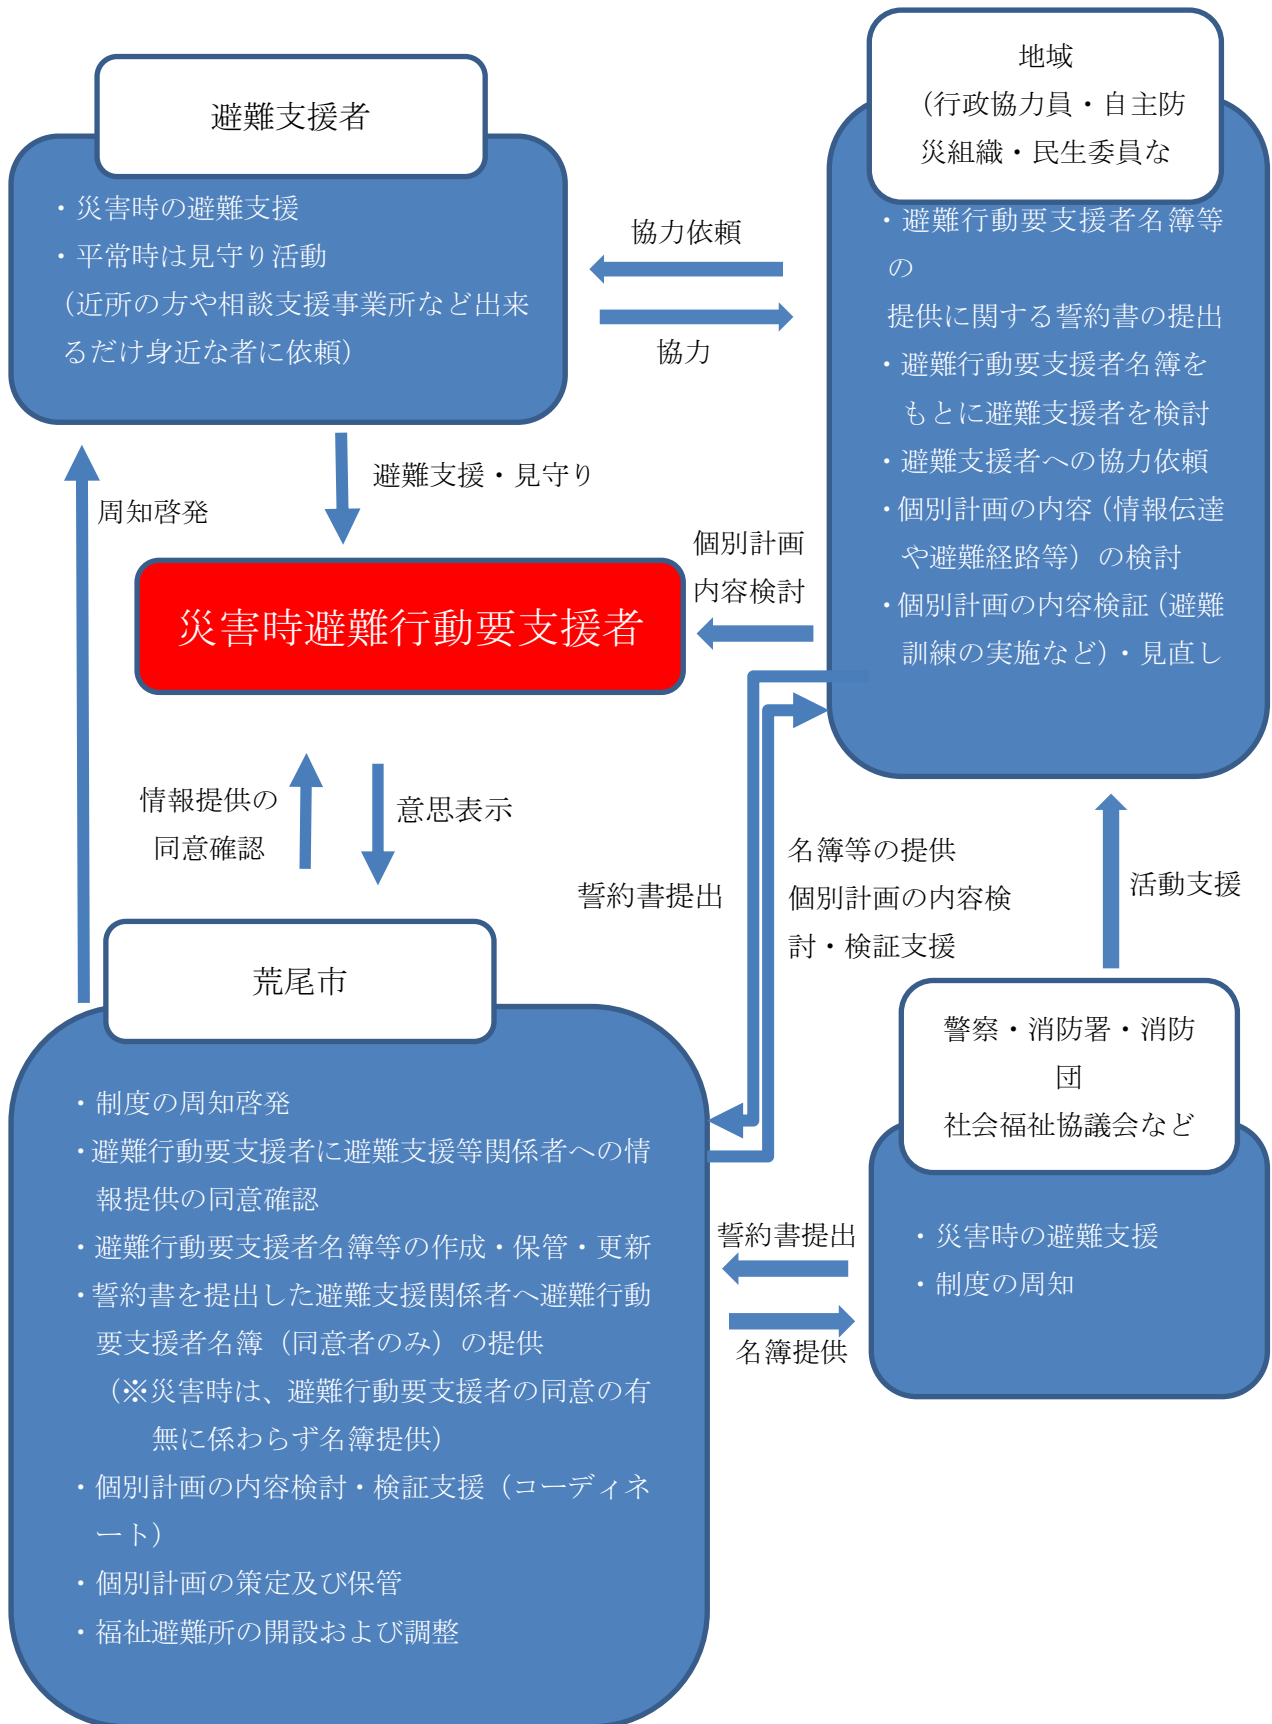 避難支援者
・災害時の避難支援
・平常時は見守り活動
（近所の方や相談支援事業所など出来
るだけ身近な者に依頼）
協力依頼
協力
地域
（行政協力員・自主防
災組織・民生委員な
・避難行動要支援者名簿等
の
提供に関する誓約書の提出
・避難行動要支援者名簿を
もとに避難支援者を検討
・避難支援者への協力依頼
・個別計画の内容（情報伝達
や避難経路等）の検討
・個別計画の内容検証（避難
訓練の実施など）・見直し
周知啓発
避難支援・見守り
個別計画
内容検討
災害時避難行動要支援者
情報提供の
同意確認
意思表示
誓約書提出
名簿等の提供
個別計画の内容検
討・検証支援
活動支援
荒尾市
・制度の周知啓発
・避難行動要支援者に避難支援等関係者への情
報提供の同意確認
・避難行動要支援者名簿等の作成・保管・更新
・誓約書を提出した避難支援関係者へ避難行動
要支援者名簿（同意者のみ）の提供
（※災害時は、避難行動要支援者の同意の有
無に係わらず名簿提供）
・個別計画の内容検討・検証支援（コーディネ
ート）
・個別計画の策定及び保管
・福祉避難所の開設および調整
誓約書提出
名簿提供
警察・消防署・消防
団
社会福祉協議会など
・災害時の避難支援
・制度の周知